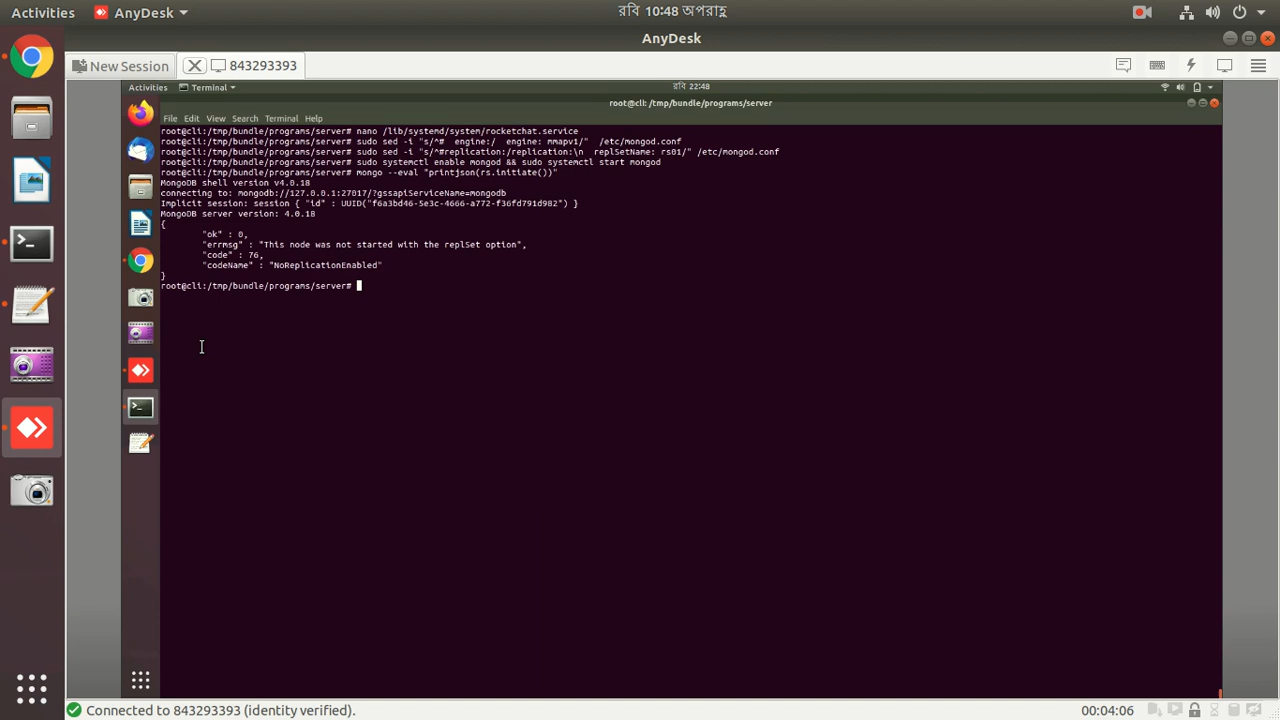 Activities
AnyDesk
রবি 10:48 অপরাহ্ণ
AnyDesk
New Session
843293393
Activities
Terminal
রবি 22:48
root@cli: /tmp/bundle/programs/server
File Edit View Search Terminal Help
root@cli:/tmp/bundle/programs/server# nano /lib/systemd/system/rocketchat.service
root@cli:/tmp/bundle/programs/server# sudo sed -i "s/^#  engine:/  engine: mmapv1/"  /etc/mongod.conf
root@cli:/tmp/bundle/programs/server# sudo sed -i "s/^#replication:/replication:\n  replSetName: rs01/" /etc/mongod.conf
root@cli:/tmp/bundle/programs/server# sudo systemctl enable mongod && sudo systemctl start mongod
root@cli:/tmp/bundle/programs/server# mongo --eval "printjson(rs.initiate())"
MongoDB shell version v4.0.18
connecting to: mongodb://127.0.0.1:27017/?gssapiServiceName=mongodb
Implicit session: session { "id" : UUID("f6a3bd46-5e3c-4666-a772-f36fd791d982") }
MongoDB server version: 4.0.18
{
"ok" : 0,
"errmsg" : "This node was not started with the replSet option",
"code" : 76,
"codeName" : "NoReplicationEnabled"
}
root@cli:/tmp/bundle/programs/server#
Connected to 843293393 (identity verified).
00:04:06